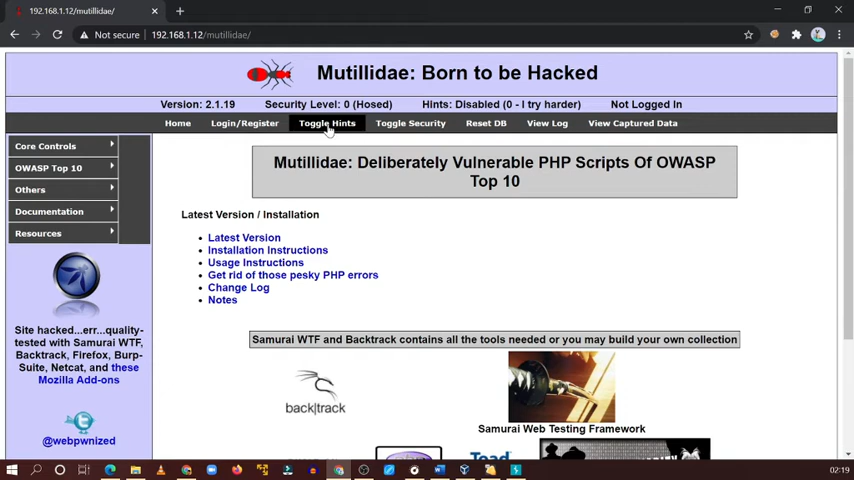 192.168.1.12/mutillidae/
Not secure
192.168.1.12/mutillidae/
Mutillidae: Born to be Hacked
Version: 2.1.19
Security Level: 0 (Hosed)
Hints: Disabled (0 - I try harder)
Not Logged In
Home
Login/Register
Toggle Hints
Toggle Security
Reset DB
View Log
View Captured Data
Core Controls
OWASP Top 10
Others
Documentation
Resources
Site hacked...err...quality-
tested with Samurai WTF,
Backtrack, Firefox, Burp-
Suite, Netcat, and these
Mozilla Add-ons
@webpwnized
Mutillidae: Deliberately Vulnerable PHP Scripts Of OWASP
Top 10
Latest Version / Installation
Latest Version
Installation Instructions
Usage Instructions
Get rid of those pesky PHP errors
Change Log
Notes
Samurai WTF and Backtrack contains all the tools needed or you may build your own collection
back|track
Samurai Web Testing Framework
Toad
02:19